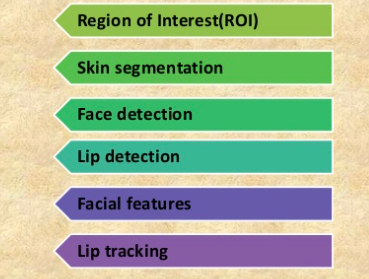 Region of Interest(ROI)
Skin segmentation
Face detection
Lip detection
Facial features
Lip tracking